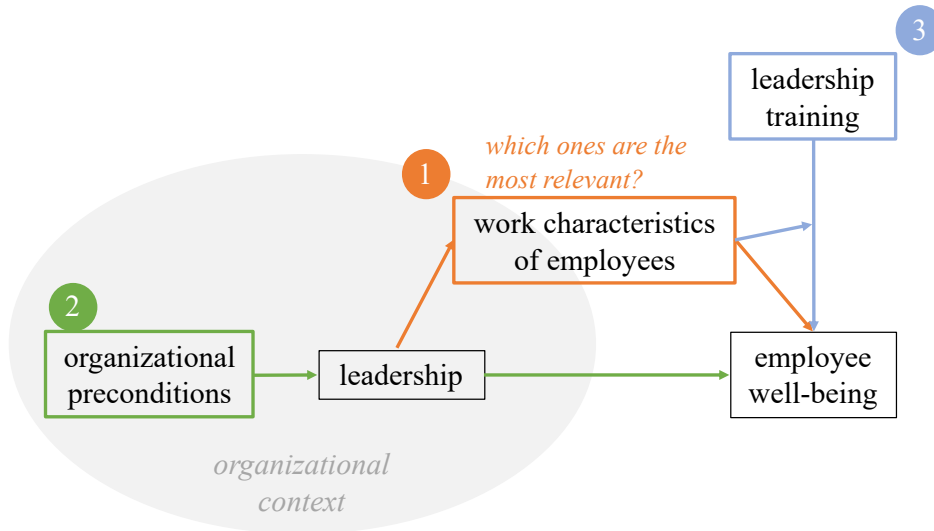 3
leadership
training
which ones are the
most relevant?
1
work characteristics
of employees
2
organizational
preconditions
leadership
employee
well-being
organizational
context